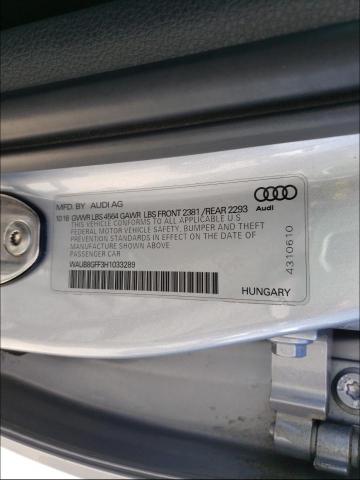 MFD. BY AUDI AG
10 16 GVWR LBS 4564 GAWR LBS FRONT 2381 / REAR 2293
THIS VEHICLE CONFORMS TO ALL APPLICABLE U.S.
FEDERAL MOTOR VEHICLE SAFETY, BUMPER AND THEFT
PREVENTION STANDARDS IN EFFECT ON THE DATE OF
MANUFACTURE SHOWN ABOVE.
PASSENGER CAR
WAUB8GFF3H1033289
Audi
4310610
HUNGARY